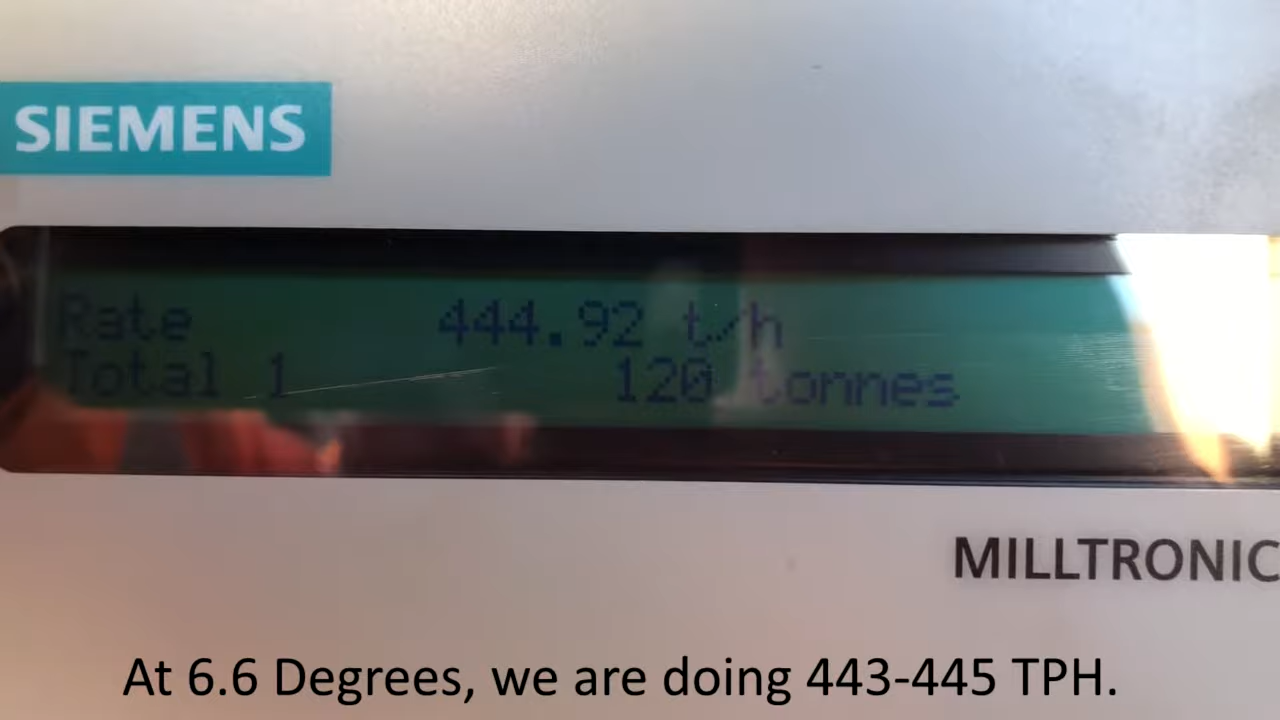 SIEMENS
Rate 444.92 t/h
Total 1 120 tonnes
MILLTRONIC
At 6.6 Degrees, we are doing 443-445 TPH.